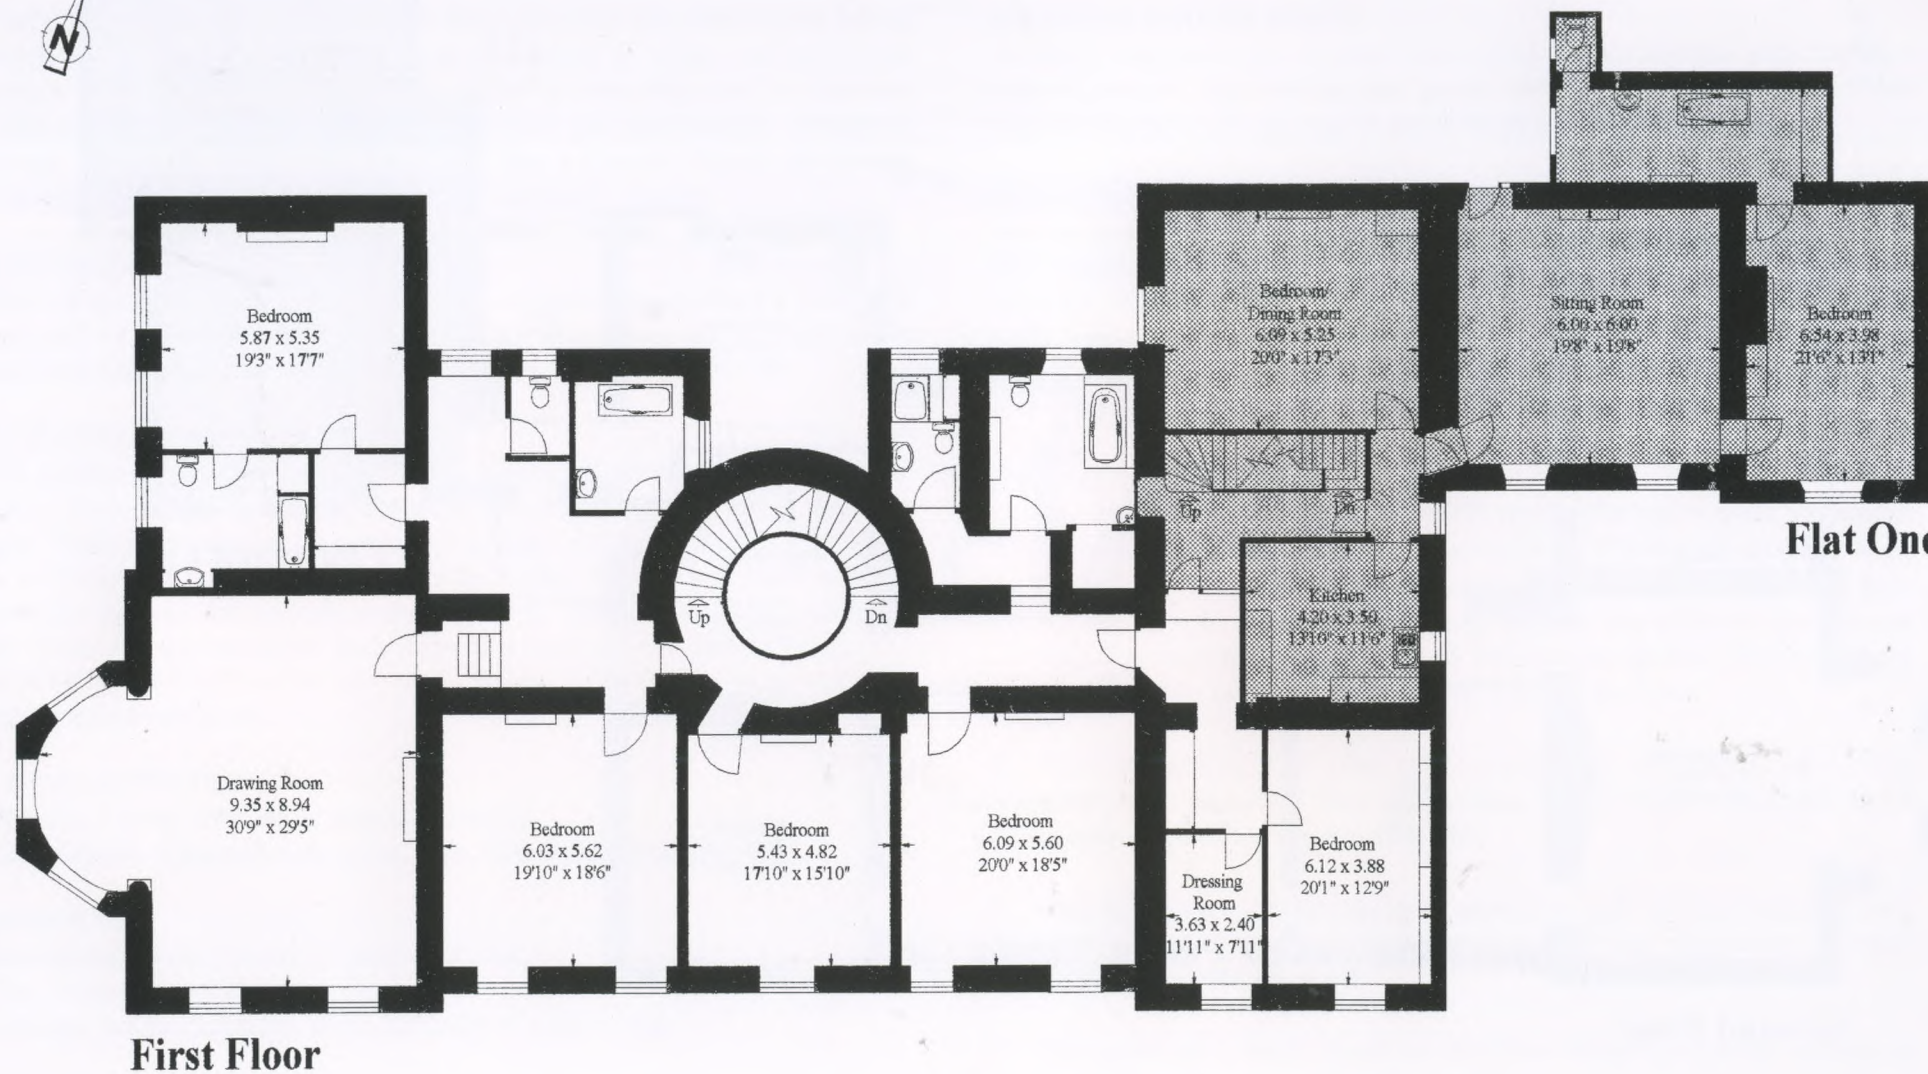 N
Bedroom
5.87 x 5.35
19'3" x 17'7"
Bedroom/
Dining Room
6.09 x 5.25
20'0" x 17'3"
Sitting Room
6.00 x 6.00
19'8" x 19'8"
Bedroom
6.54 x 3.98
21'6" x 13'1"
Flat One
Up
Dn
Up
Dn
Kitchen
4.20 x 3.50
13'10" x 11'6"
Drawing Room
9.35 x 8.94
30'9" x 29'5"
Bedroom
6.03 x 5.62
19'10" x 18'6"
Bedroom
5.43 x 4.82
17'10" x 15'10"
Bedroom
6.09 x 5.60
20'0" x 18'5"
Dressing
Room
3.63 x 2.40
11'11" x 7'11"
Bedroom
6.12 x 3.88
20'1" x 12'9"
First Floor